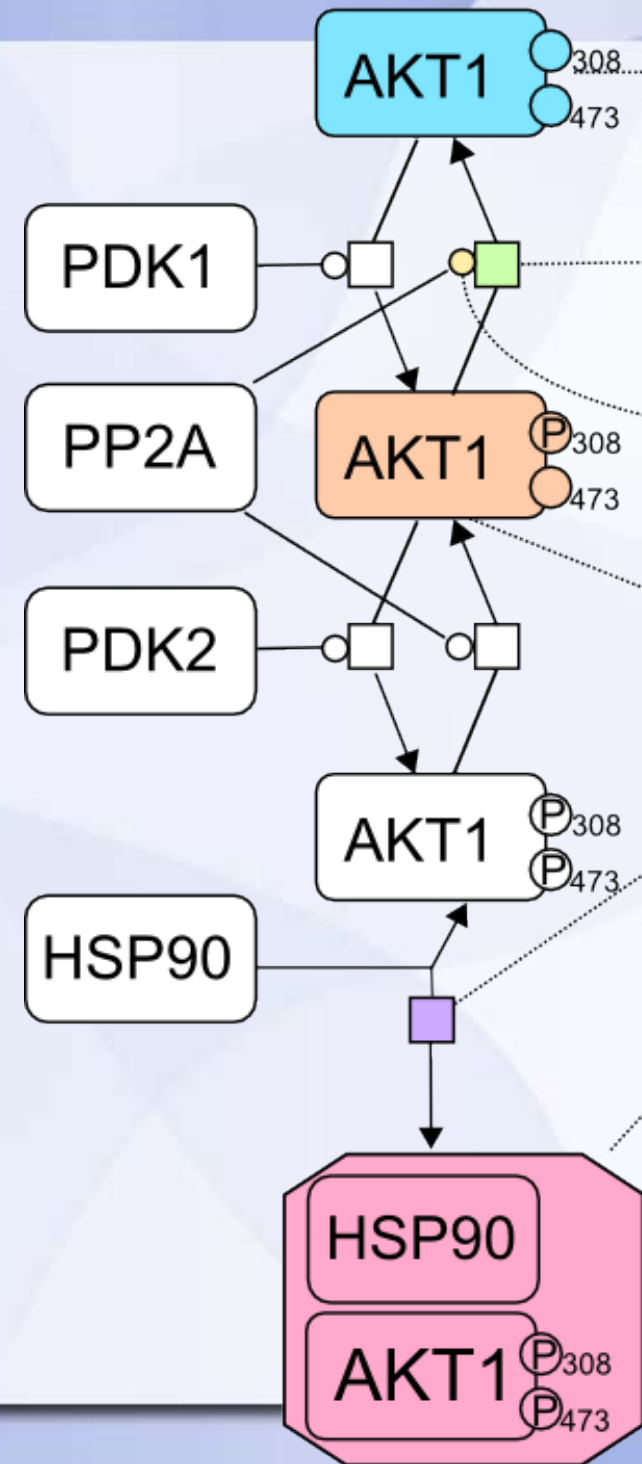 AKT1
308
473
PDK1
PP2A
AKT1
P 308
473
PDK2
AKT1
P 308
P 473
HSP90
HSP90
AKT1
P 308
P 473